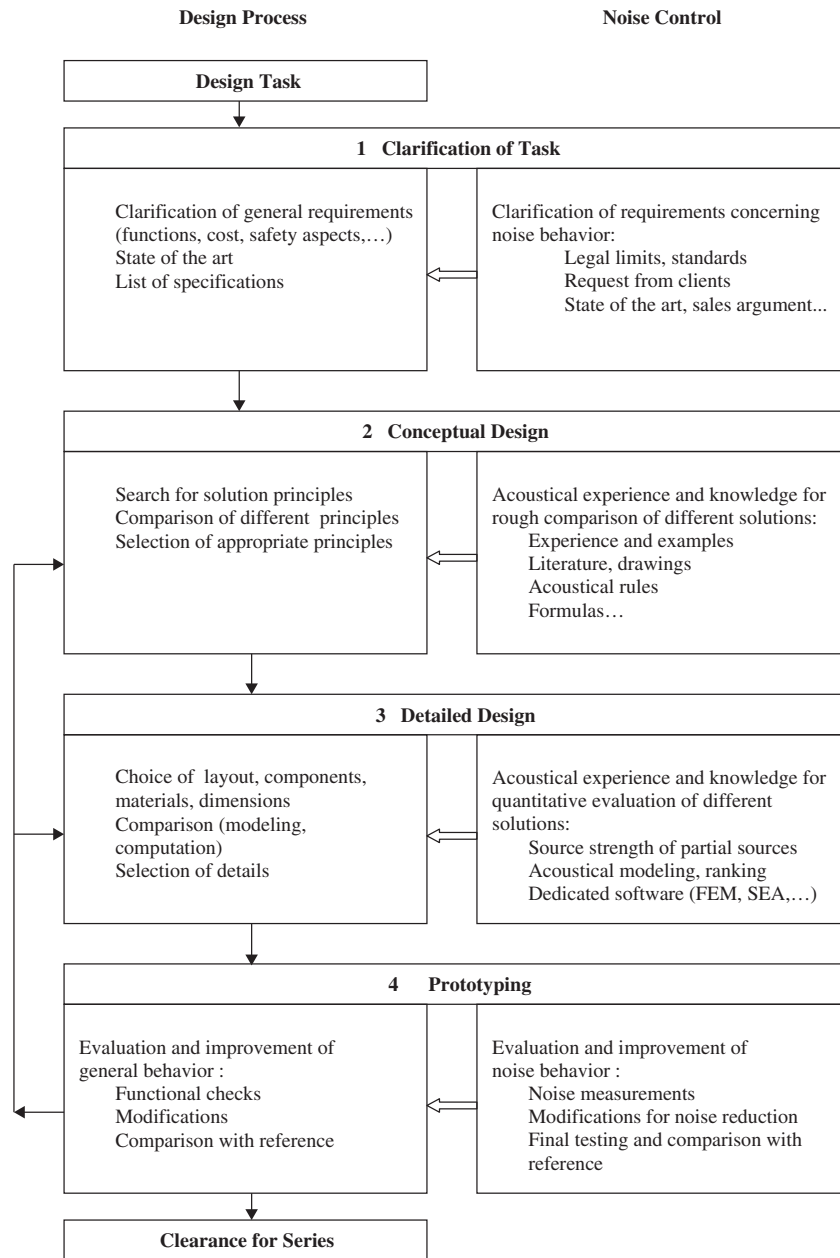 Design Process
Noise Control
Design Task
1 Clarification of Task
Clarification of general requirements
(functions, cost, safety aspects,…)
State of the art
List of specifications
Clarification of requirements concerning
noise behavior:
Legal limits, standards
Request from clients
State of the art, sales argument...
2 Conceptual Design
Search for solution principles
Comparison of different principles
Selection of appropriate principles
Acoustical experience and knowledge for
rough comparison of different solutions:
Experience and examples
Literature, drawings
Acoustical rules
Formulas…
3 Detailed Design
Choice of layout, components,
materials, dimensions
Comparison (modeling,
computation)
Selection of details
Acoustical experience and knowledge for
quantitative evaluation of different
solutions:
Source strength of partial sources
Acoustical modeling, ranking
Dedicated software (FEM, SEA,…)
4 Prototyping
Evaluation and improvement of
general behavior :
Functional checks
Modifications
Comparison with reference
Evaluation and improvement of
noise behavior :
Noise measurements
Modifications for noise reduction
Final testing and comparison with
reference
Clearance for Series